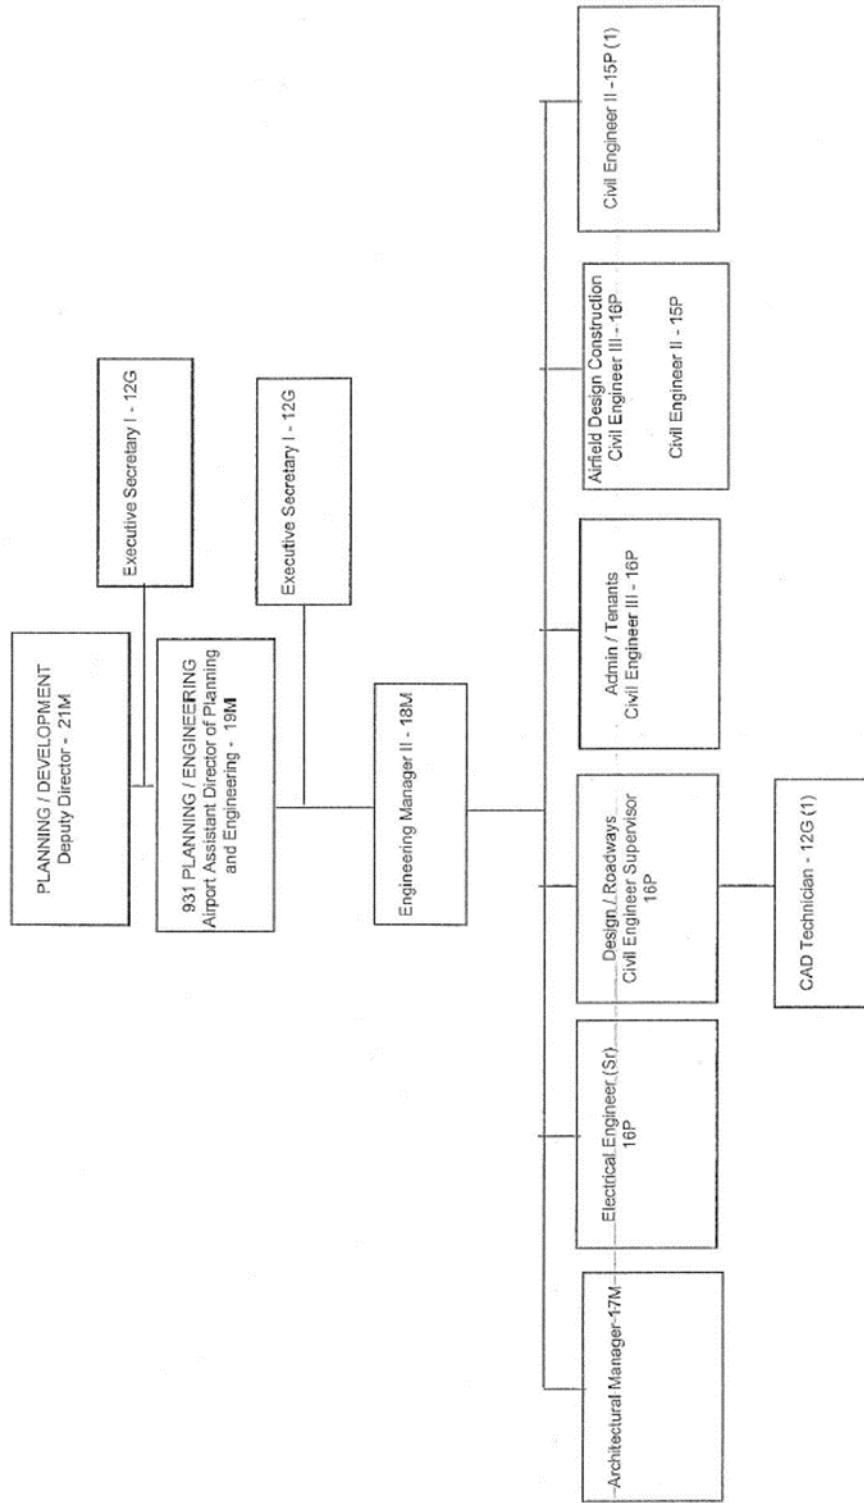 PLANNING / DEVELOPMENT
Deputy Director - 21M
Executive Secretary I - 12G
931 PLANNING / ENGINEERING
Airport Assistant Director of Planning
and Engineering - 19M
Executive Secretary I - 12G
Engineering Manager II - 18M
Architectural Manager-17M
Electrical Engineer (Sr)
16P
Design / Roadways
Civil Engineer Supervisor
16P
Admin / Tenants
Civil Engineer III - 16P
Airfield Design Construction
Civil Engineer III - 16P
Civil Engineer II - 15P
Civil Engineer II -15P (1)
CAD Technician - 12G (1)